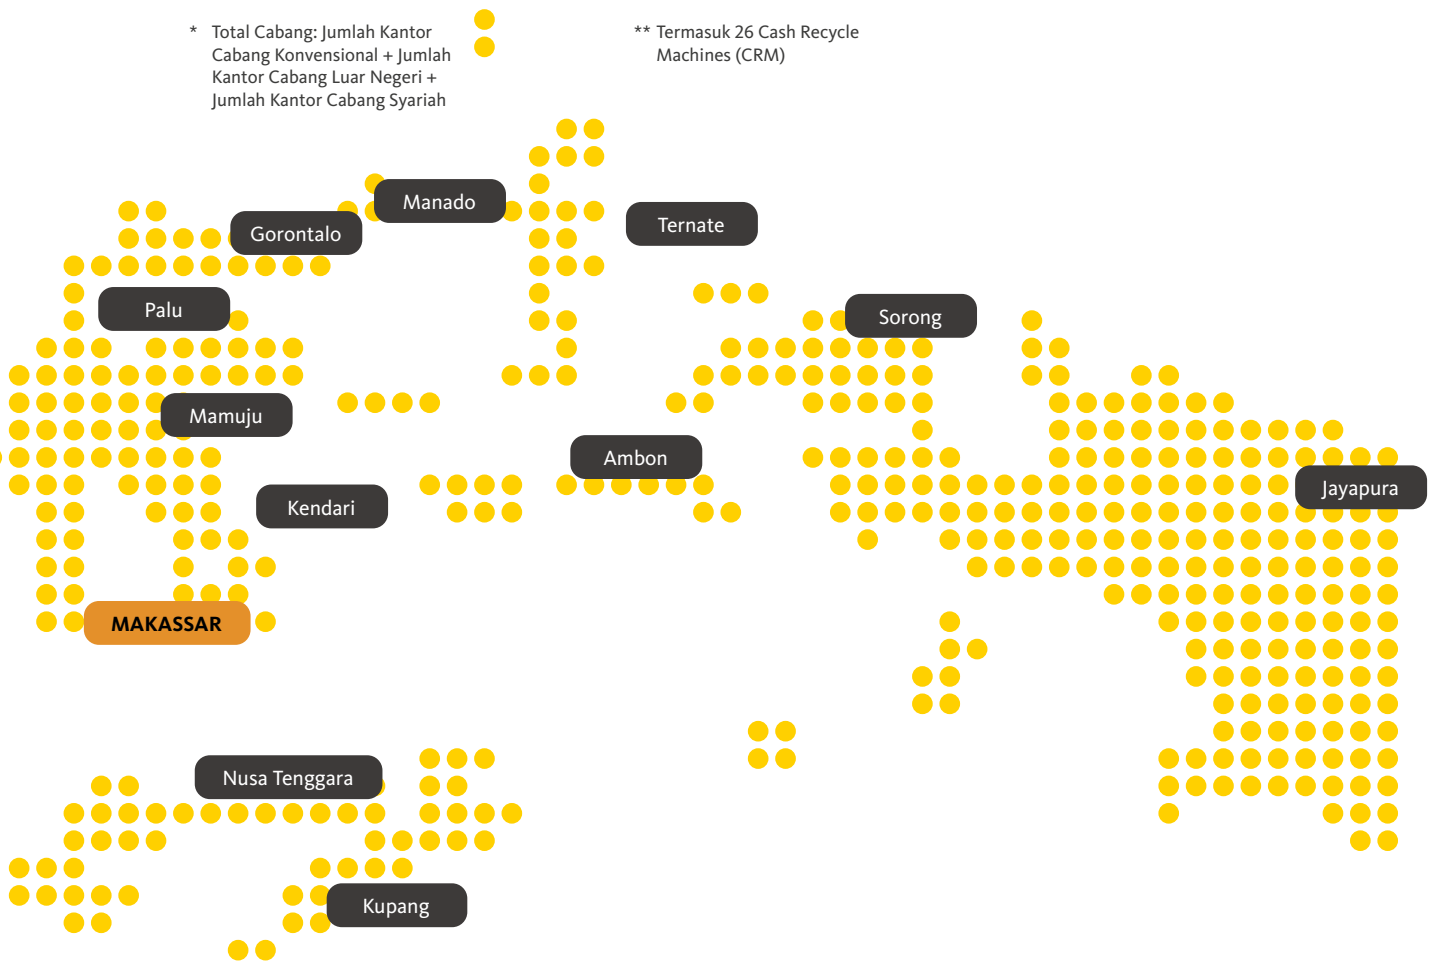 * Total Cabang: Jumlah Kantor
Cabang Konvensional + Jumlah
Kantor Cabang Luar Negeri +
Jumlah Kantor Cabang Syariah
** Termasuk 26 Cash Recycle
Machines (CRM)
Manado
Ternate
Gorontalo
Palu
Sorong
Mamuju
Ambon
Jayapura
Kendari
MAKASSAR
Nusa Tenggara
Kupang